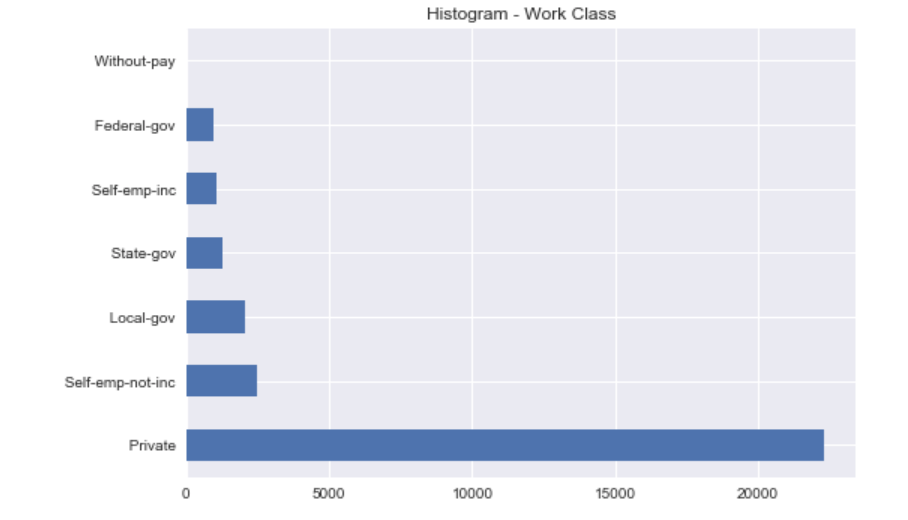 Histogram - Work Class
Without-pay
Federal-gov
Self-emp-inc
State-gov
Local-gov
Self-emp-not-inc
Private
0 5000 10000 15000 20000